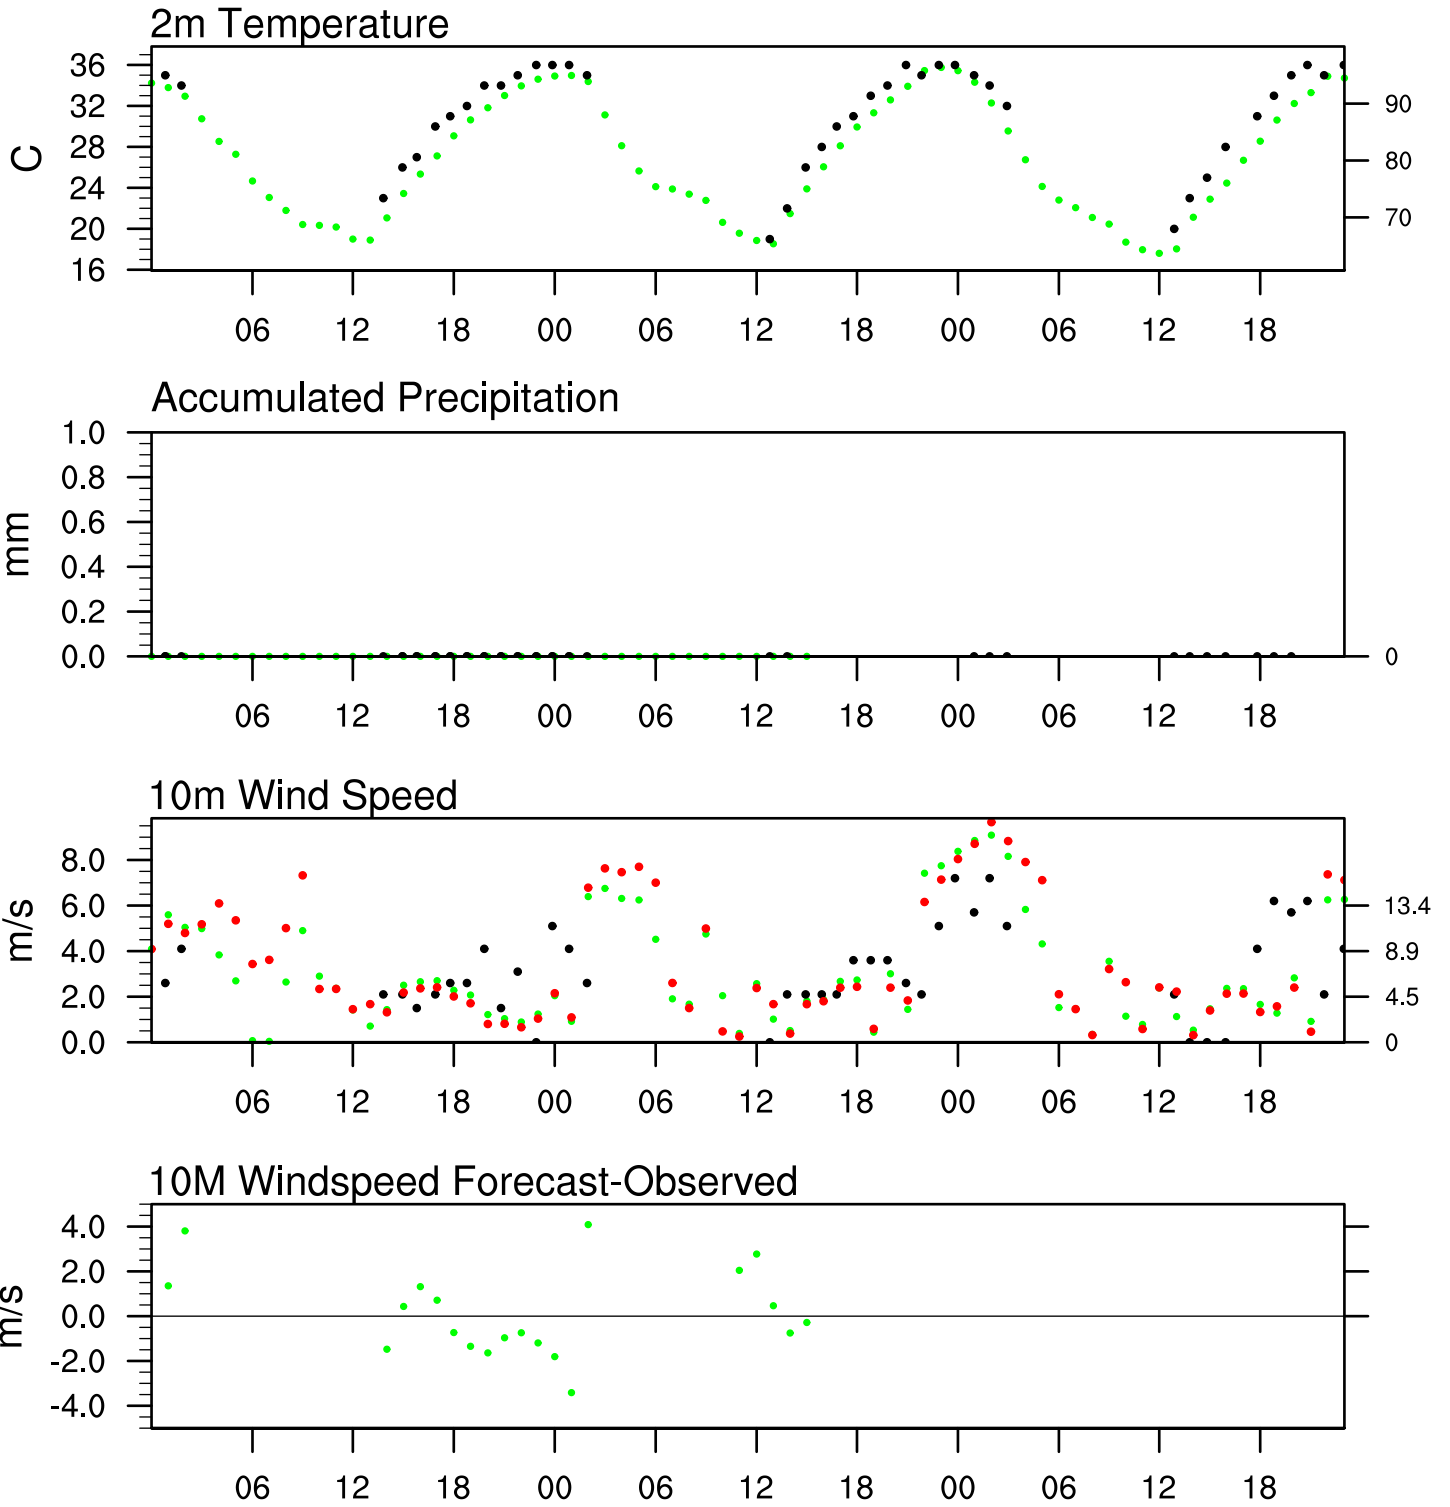 2m Temperature
36
32
28
24
20
16
C
90
80
70
06 12 18 00 06 12 18 00 06 12 18
Accumulated Precipitation
1.0
0.8
0.6
0.4
0.2
0.0
mm
0
06 12 18 00 06 12 18 00 06 12 18
10m Wind Speed
8.0
6.0
4.0
2.0
0.0
m/s
13.4
8.9
4.5
0
06 12 18 00 06 12 18 00 06 12 18
10M Windspeed Forecast-Observed
4.0
2.0
0.0
-2.0
-4.0
m/s
06 12 18 00 06 12 18 00 06 12 18